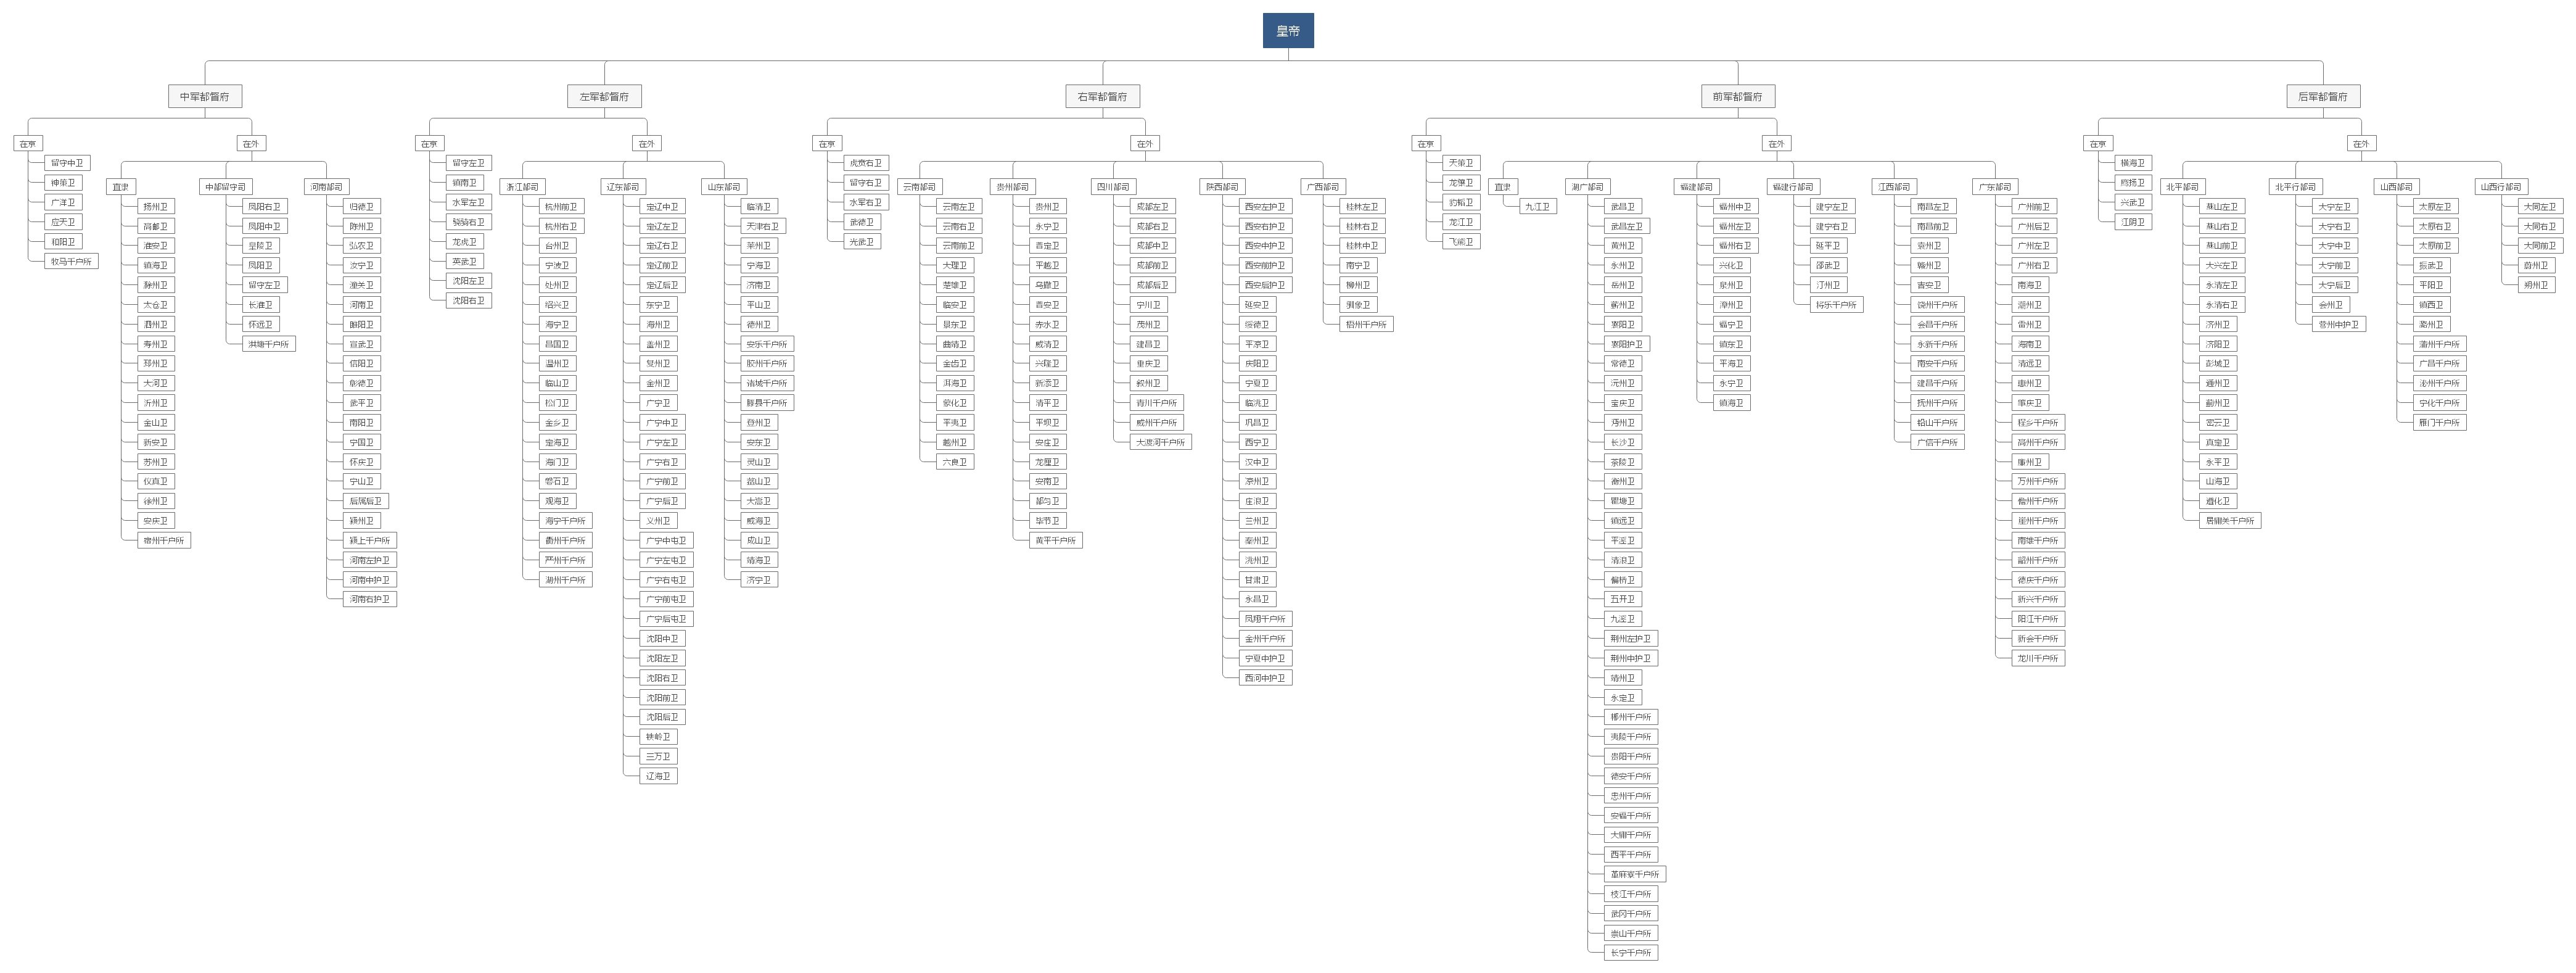 皇帝
中军都督府
左军都督府
右军都督府
前军都督府
后军都督府
在京
留守中卫
钟策卫
广洋卫
应天卫
和阳卫
牧马千户所
在外
直隶
扬州卫
高邮卫
淮安卫
镇海卫
滁州卫
太仓卫
泗州卫
寿州卫
邳州卫
大河卫
沂州卫
金山卫
新安卫
苏州卫
仪真卫
徐州卫
安庆卫
宿州千户所
中都留守司
凤阳右卫
凤阳中卫
皇陵卫
凤阳卫
留守左卫
长淮卫
怀远卫
洪塘千户所
河南都司
归德卫
陈州卫
弘农卫
汝宁卫
潼关卫
河南卫
睢阳卫
宣武卫
信阳卫
彰德卫
武平卫
南阳卫
宁国卫
怀庆卫
宁山卫
后属后卫
颍州卫
颍上千户所
河南左护卫
河南中护卫
河南右护卫
在京
留守左卫
镇南卫
水军左卫
骁骑右卫
龙虎卫
英武卫
沈阳左卫
沈阳右卫
在外
浙江都司
杭州前卫
杭州右卫
台州卫
宁波卫
处州卫
绍兴卫
海宁卫
昌国卫
温州卫
临山卫
松门卫
金乡卫
定海卫
海门卫
磐石卫
观海卫
海宁千户所
衢州千户所
严州千户所
湖州千户所
辽东都司
定辽中卫
定辽左卫
定辽右卫
定辽前卫
定辽后卫
东宁卫
海州卫
盖州卫
复州卫
金州卫
广宁卫
广宁中卫
广宁左卫
广宁右卫
广宁前卫
广宁后卫
义州卫
广宁中屯卫
广宁左屯卫
广宁右屯卫
广宁前屯卫
广宁后屯卫
沈阳中卫
沈阳左卫
沈阳右卫
沈阳前卫
沈阳后卫
铁岭卫
三万卫
辽海卫
山东都司
临清卫
天津右卫
莱州卫
宁海卫
济南卫
平山卫
德州卫
安乐千户所
胶州千户所
诸城千户所
滕县千户所
登州卫
安东卫
灵山卫
鳌山卫
大嵩卫
威海卫
成山卫
靖海卫
济宁卫
在京
虎贲右卫
留守右卫
水军右卫
武德卫
光武卫
在外
云南都司
云南左卫
云南右卫
云南前卫
大理卫
楚雄卫
临安卫
景东卫
曲靖卫
金齿卫
洱海卫
蒙化卫
平夷卫
越州卫
六良卫
贵州都司
贵州卫
永宁卫
普定卫
平越卫
乌撒卫
普安卫
赤水卫
威清卫
兴隆卫
新添卫
清平卫
平坝卫
安庄卫
龙里卫
安南卫
都匀卫
毕节卫
黄平千户所
四川都司
成都左卫
成都右卫
成都中卫
成都前卫
成都后卫
宁川卫
茂州卫
建昌卫
重庆卫
叙州卫
青川千户所
威州千户所
大渡河千户所
陕西都司
西安左护卫
西安右护卫
西安中护卫
西安前护卫
西安后护卫
延安卫
绥德卫
平凉卫
庆阳卫
宁夏卫
临洮卫
巩昌卫
西宁卫
汉中卫
凉州卫
庄浪卫
兰州卫
秦州卫
洮州卫
甘肃卫
永昌卫
凤翔千户所
金州千户所
宁夏中护卫
西河中护卫
广西都司
桂林左卫
桂林右卫
桂林中卫
南宁卫
柳州卫
驯象卫
梧州千户所
在京
天策卫
龙骧卫
豹韬卫
龙江卫
飞熊卫
在外
直隶
九江卫
湖广都司
武昌卫
武昌左卫
黄州卫
永州卫
岳州卫
蕲州卫
襄阳卫
襄阳护卫
常德卫
沅州卫
宝庆卫
沔州卫
长沙卫
茶陵卫
衡州卫
瞿塘卫
镇远卫
平溪卫
清浪卫
偏桥卫
五开卫
九溪卫
荆州左护卫
荆州中护卫
靖州卫
永定卫
郴州千户所
夷陵千户所
贵阳千户所
德安千户所
忠州千户所
安福千户所
大庸千户所
西平千户所
麻寮千户所
枝江千户所
武冈千户所
崇山千户所
长宁千户所
福建都司
福州中卫
福州左卫
福州右卫
兴化卫
泉州卫
漳州卫
福宁卫
镇东卫
平海卫
永宁卫
镇海卫
福建行都司
建宁左卫
建宁右卫
延平卫
邵武卫
汀州卫
将乐千户所
江西都司
南昌左卫
南昌前卫
袁州卫
赣州卫
吉安卫
饶州千户所
会昌千户所
永新千户所
南安千户所
建昌千户所
抚州千户所
铅山千户所
广信千户所
广东都司
广州前卫
广州后卫
广州左卫
广州右卫
南海卫
潮州卫
雷州卫
海南卫
清远卫
惠州卫
肇庆卫
程乡千户所
高州千户所
廉州卫
万州千户所
儋州千户所
崖州千户所
南雄千户所
韶州千户所
德庆千户所
新兴千户所
阳江千户所
新会千户所
龙川千户所
在京
横海卫
鹰扬卫
兴武卫
江阴卫
在外
北平都司
燕山左卫
燕山右卫
燕山前卫
大兴左卫
永清左卫
永清右卫
济州卫
济阳卫
彭城卫
通州卫
蓟州卫
密云卫
真定卫
永平卫
山海卫
遵化卫
居庸关千户所
北平行都司
大宁左卫
大宁右卫
大宁中卫
大宁前卫
大宁后卫
会州卫
营州中护卫
山西都司
太原左卫
太原右卫
太原前卫
振武卫
平阳卫
镇西卫
潞州卫
蒲州千户所
广昌千户所
沁州千户所
宁化千户所
雁门千户所
山西行都司
大同左卫
大同右卫
大同前卫
蔚州卫
朔州卫